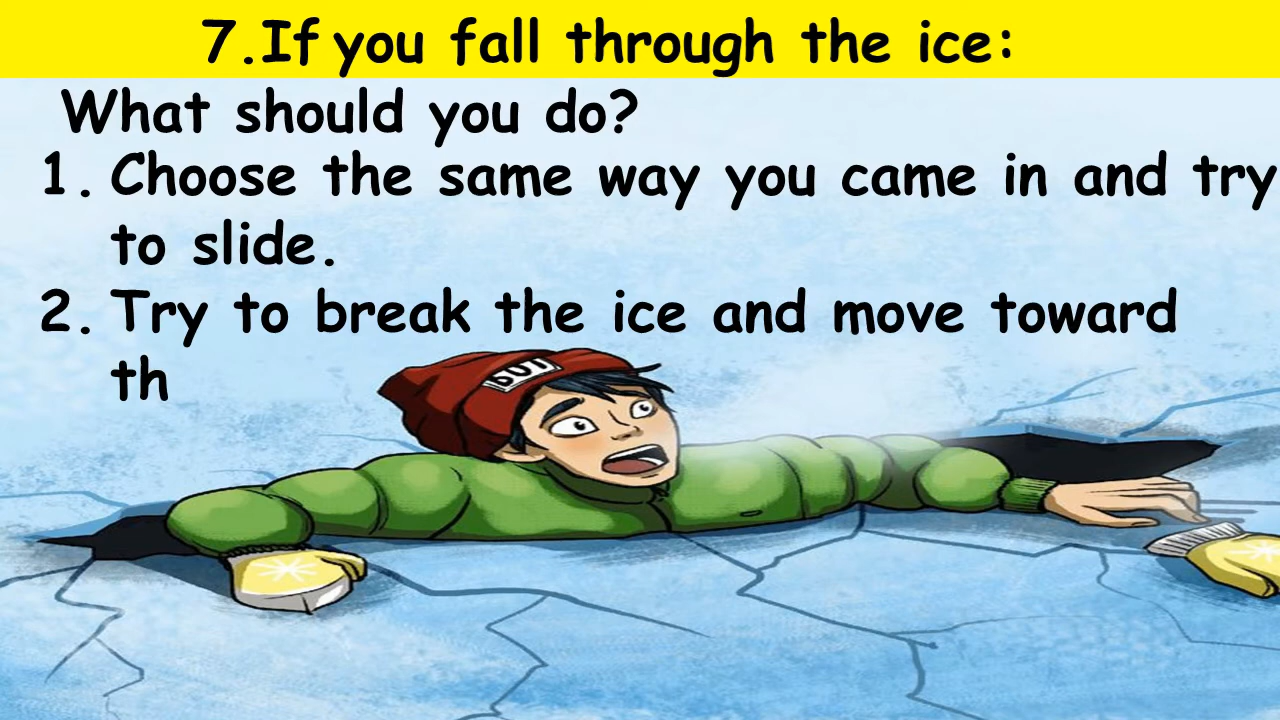 7.If you fall through the ice:
What should you do?
1. Choose the same way you came in and try
to slide.
2. Try to break the ice and move toward
th